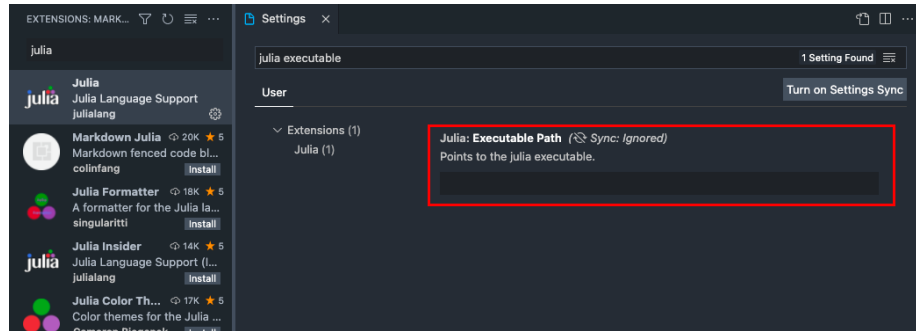 EXTENSIONS: MARK...
julia
Julia
Julia Language Support
julialang
Markdown Julia 20K ★ 5
Markdown fenced code bl...
colinfang Install
Julia Formatter 18K ★ 5
A formatter for the Julia la...
singularitti Install
Julia Insider 14K ★ 5
Julia Language Support (I...
julialang Install
Julia Color Th... 17K ★ 5
Color themes for the Julia ...
Settings
julia executable 1 Setting Found
User Turn on Settings Sync
Extensions (1)
Julia (1)
Julia: Executable Path (Sync: Ignored)
Points to the julia executable.
julia
julia